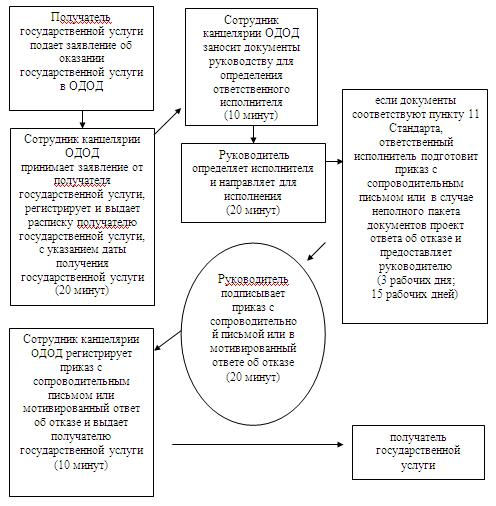 Получатель
государственной услуги
подает заявление об
оказании
государственной услуги
в ОДОД
Сотрудник канцелярии
ОДОД
принимает заявление от
получателя
государственной услуги,
регистрирует и выдает
расписку получателю
государственной услуги,
с указанием даты
получения
государственной услуги
(20 минут)
Сотрудник
канцелярии ОДОД
заносит документы
руководству для
определения
ответственного
исполнителя
(10 минут)
Руководитель
определяет исполнителя
и направляет для
исполнения
(20 минут)
если документы
соответствуют пункту 11
Стандарта,
ответственный
исполнитель подготовит
приказ с
сопроводительным
письмом или в случае
неполного пакета
документов проект
ответа об отказе и
предоставляет
руководителю
(3 рабочих дня;
15 рабочих дней)
Руководитель
подписывает
приказ с
сопроводительно
й письмом или в
мотивированный
ответе об отказе
(20 минут)
Сотрудник канцелярии
ОДОД регистрирует
приказ с
сопроводительным
письмом или
мотивированный ответ
об отказе и выдает
получателю
государственной услуги
(10 минут)
получатель
государственной
услуги